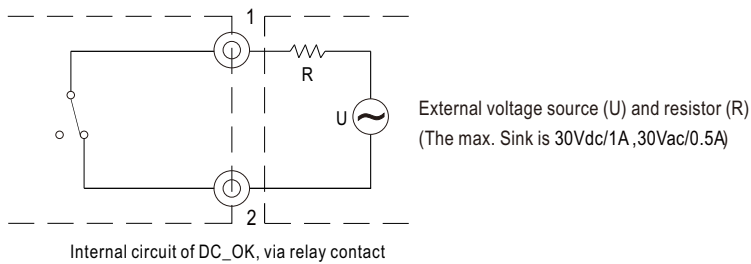 1
R
U
External voltage source (U) and resistor (R)
(The max. Sink is 30Vdc/1A ,30Vac/0.5A)
2
Internal circuit of DC_OK, via relay contact